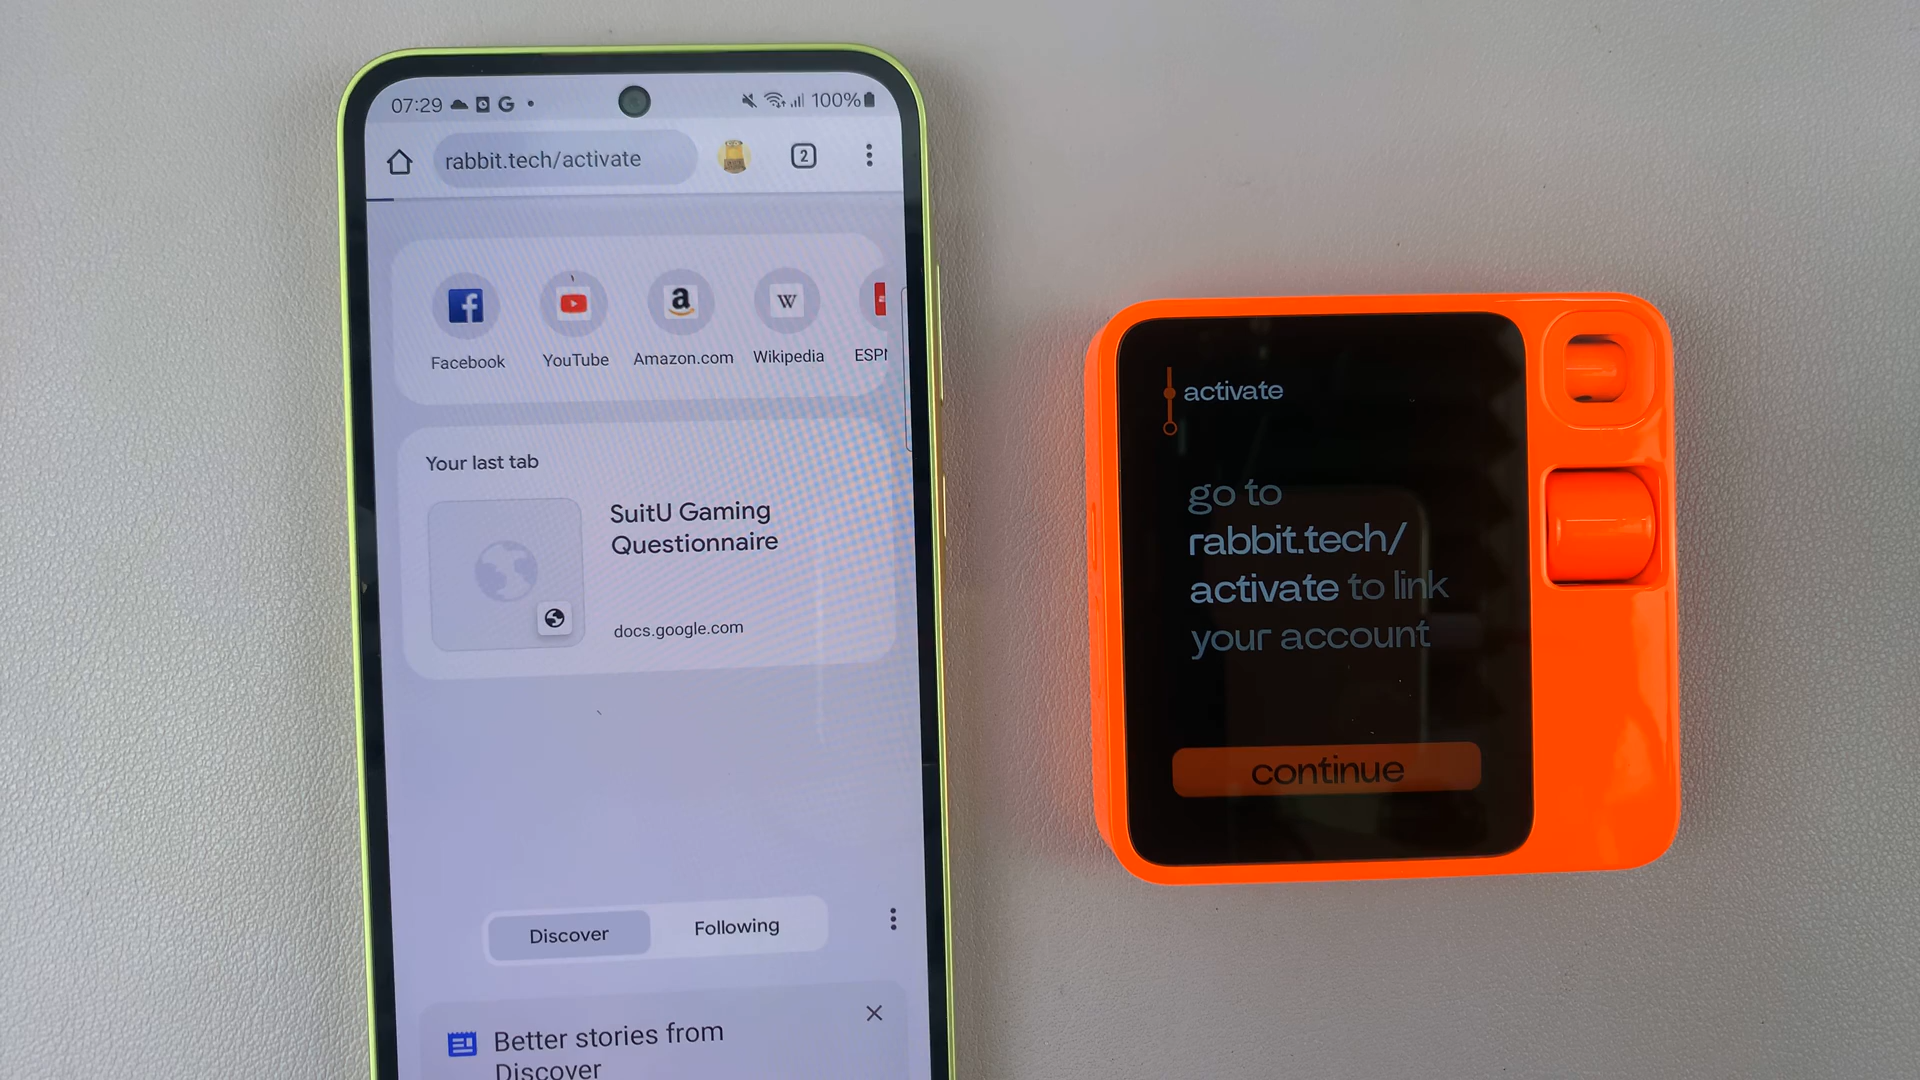 07:29 G 100%
rabbit.tech/activate 2
Facebook YouTube Amazon.com Wikipedia ESP
Your last tab
SuitU Gaming
Questionnaire
docs.google.com
Discover Following
Better stories from
Discover
activate
go to
rabbit.tech/
activate to link
your account
continue